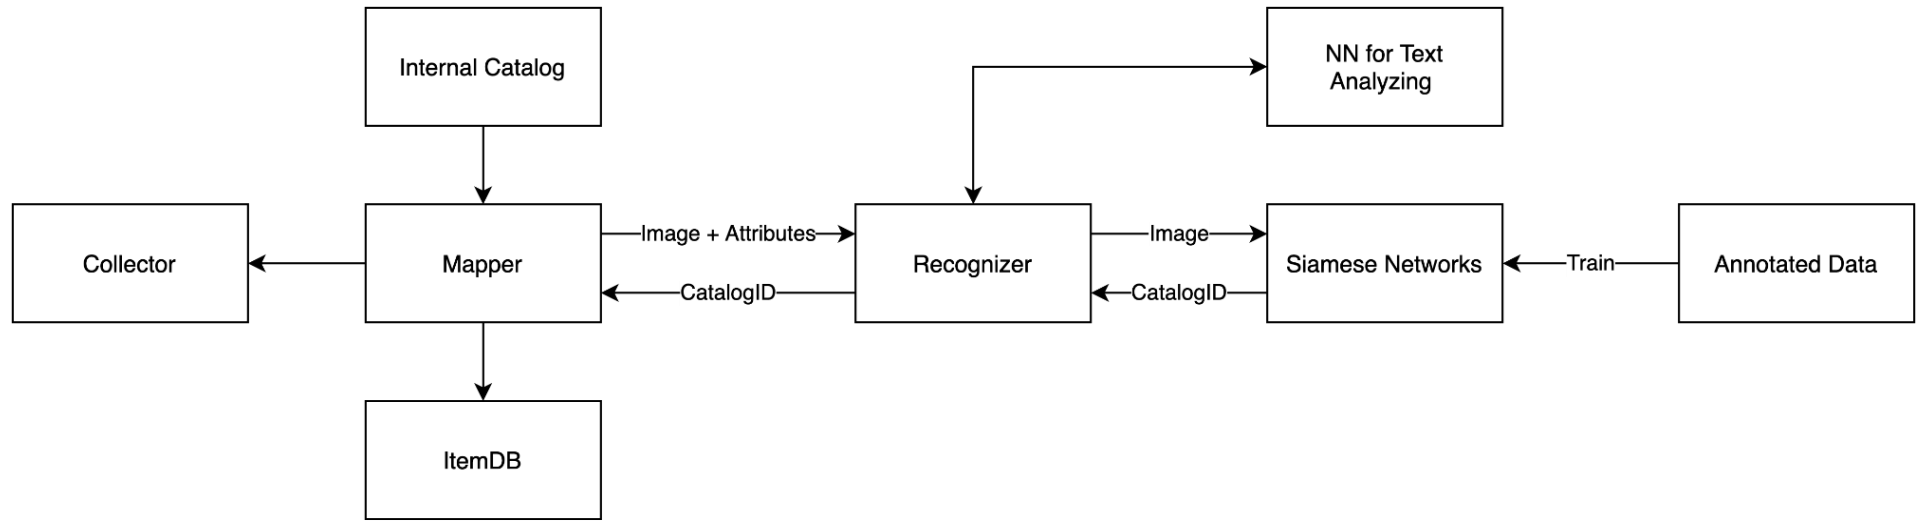 Internal Catalog
NN for Text
Analyzing
Collector
Mapper
Image + Attributes
CatalogID
Recognizer
Image
CatalogID
Siamese Networks
Train
Annotated Data
ItemDB